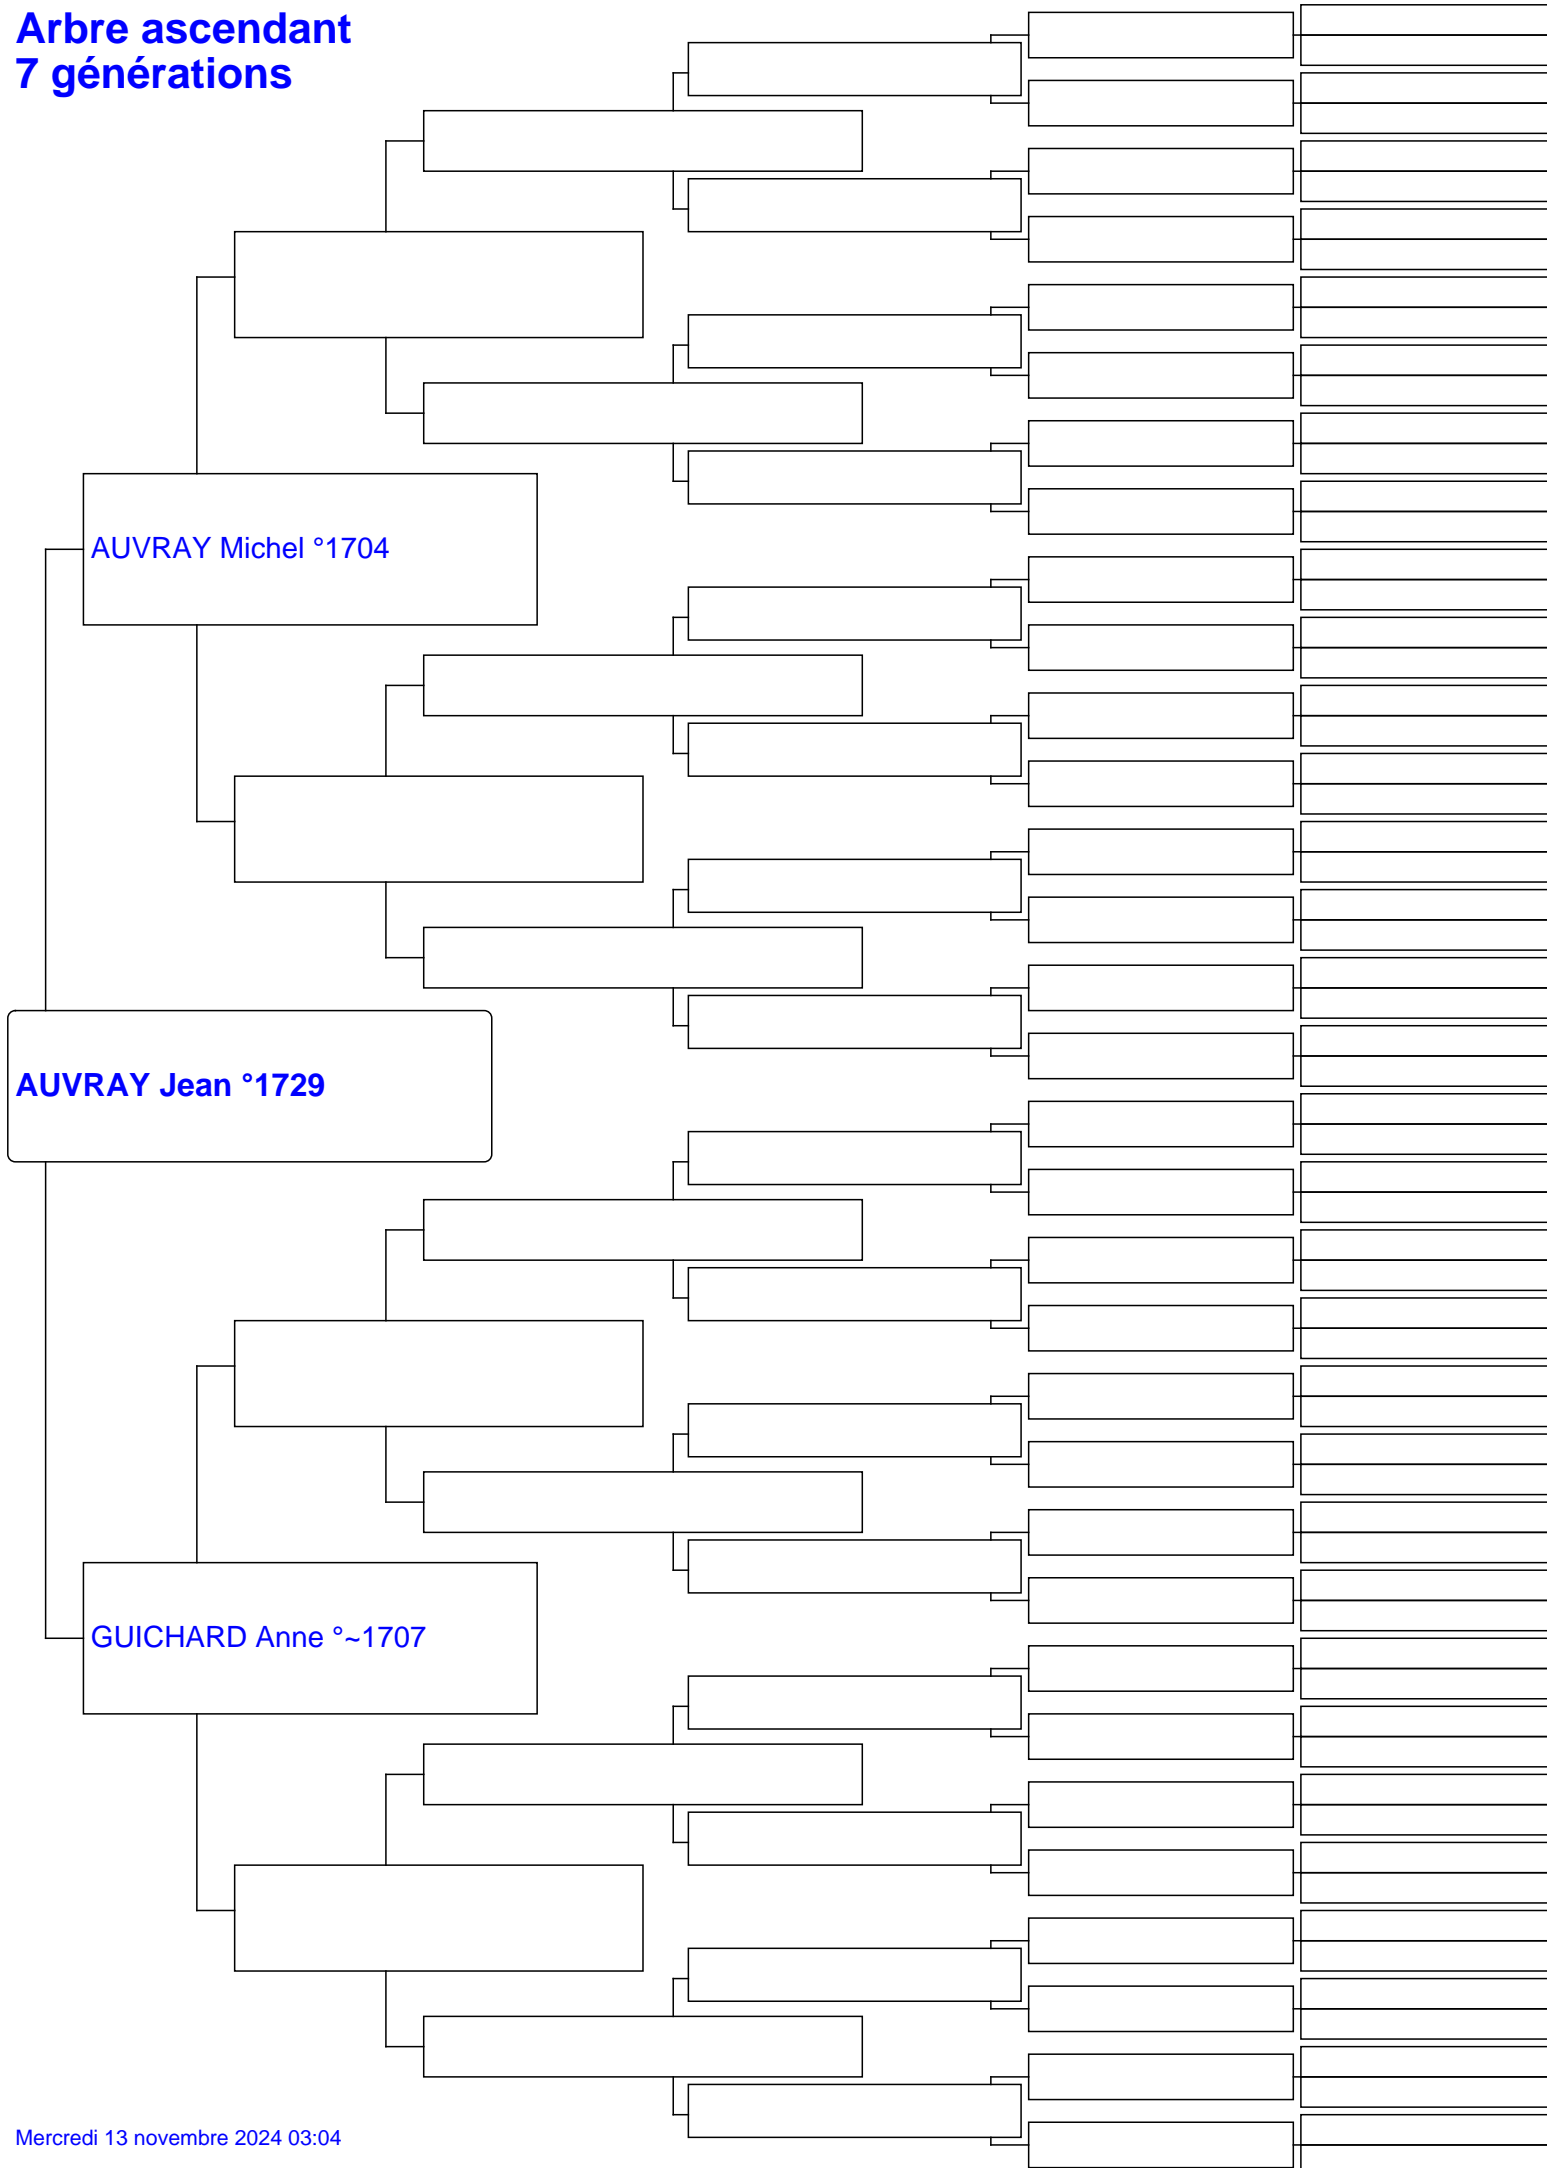 Arbre ascendant
7 générations
AUVRAY Michel °1704
AUVRAY Jean °1729
GUICHARD Anne °~1707
Mercredi 13 novembre 2024 03:04